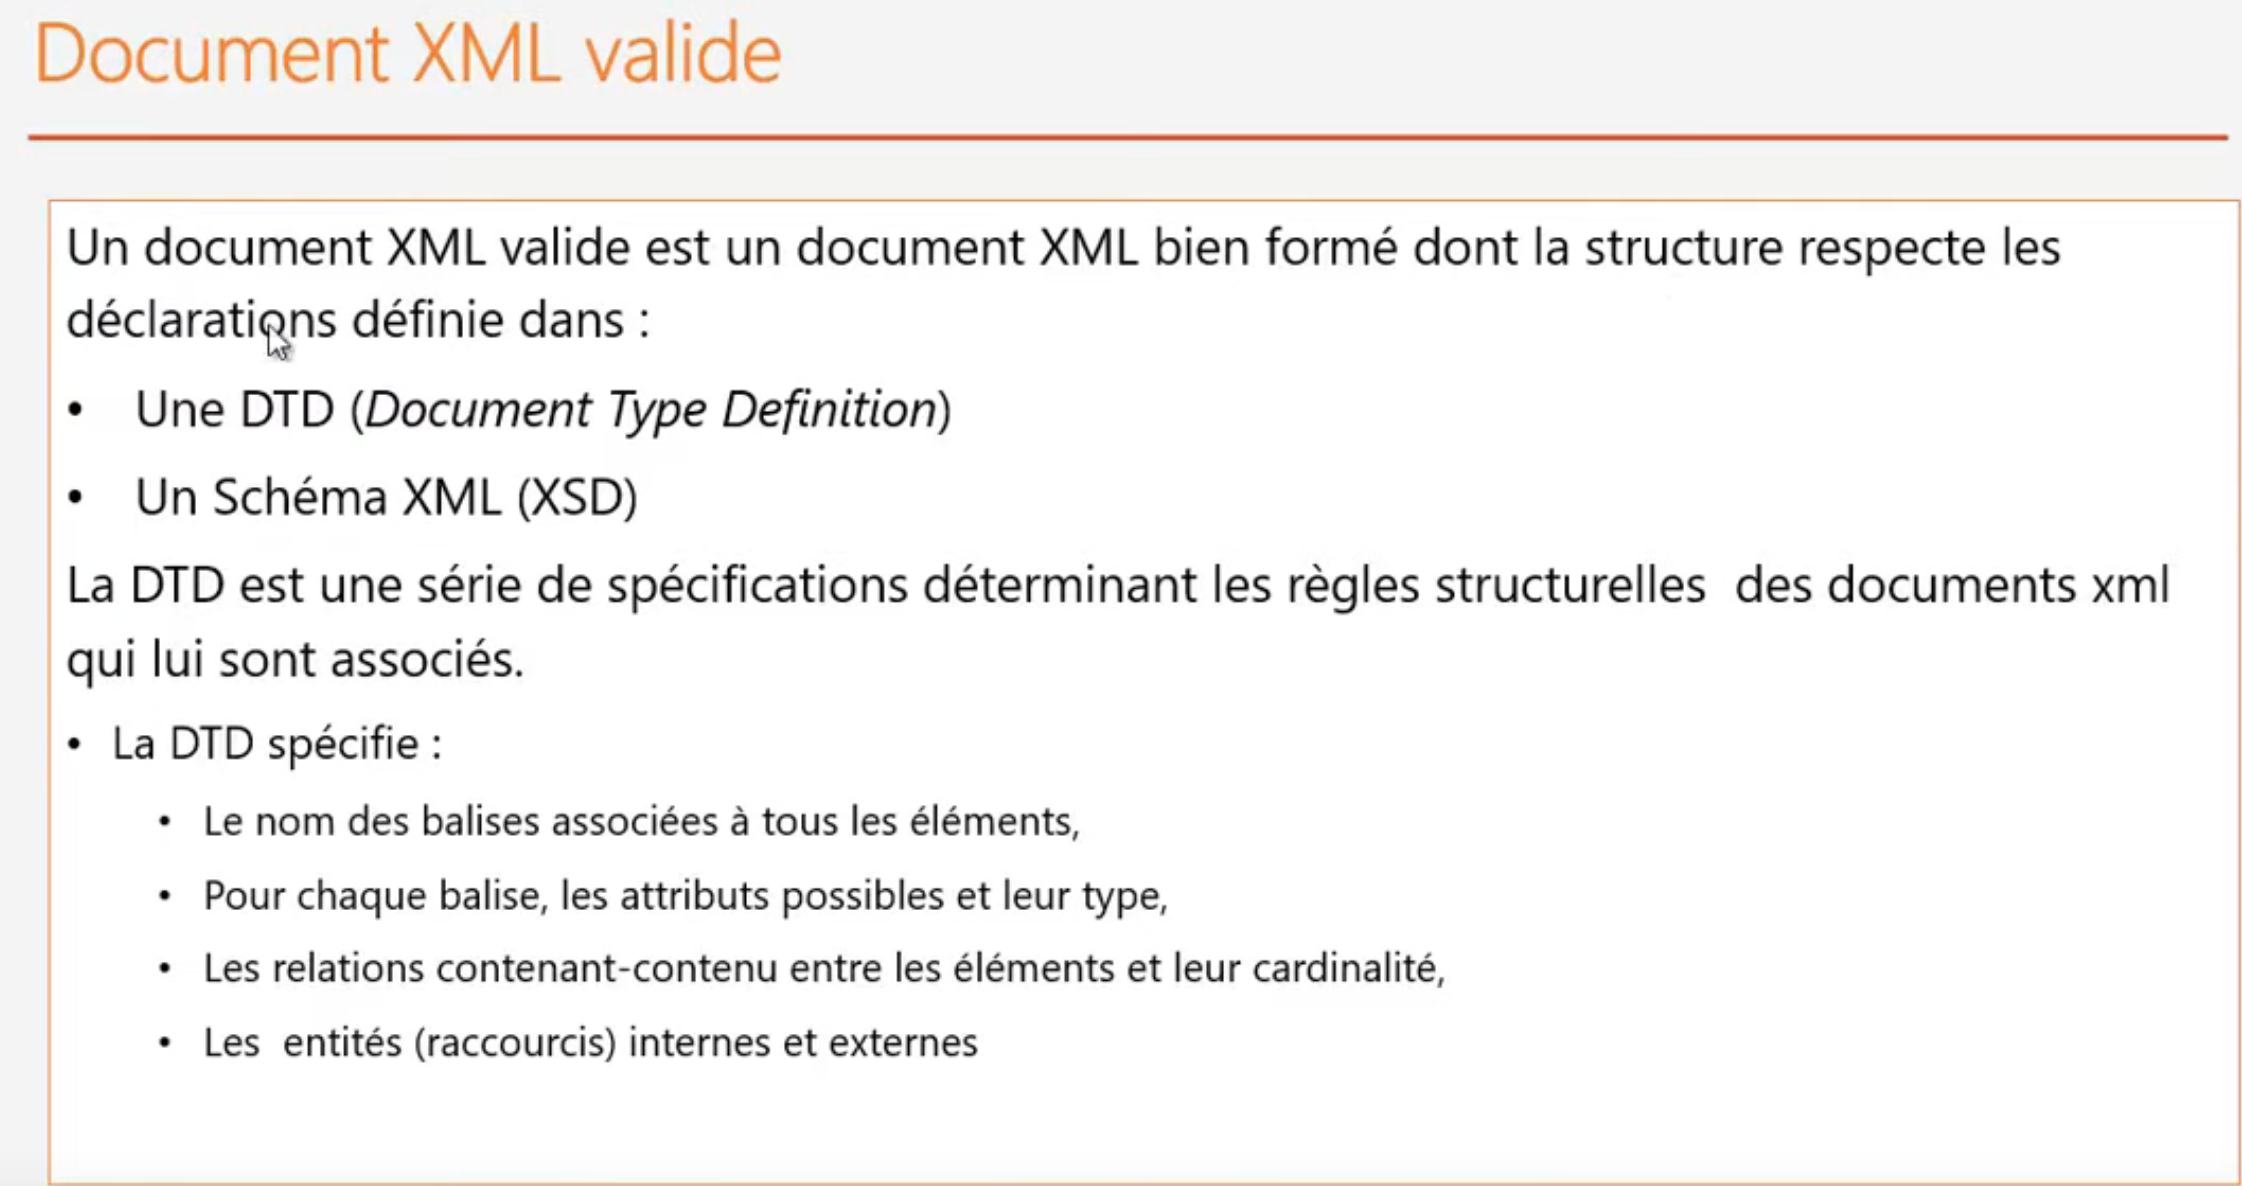 Document XML valide
Un document XML valide est un document XML bien formé dont la structure respecte les
déclarations définie dans :
• Une DTD (Document Type Definition)
• Un Schéma XML (XSD)
La DTD est une série de spécifications déterminant les règles structurelles  des documents xml
qui lui sont associés.
• La DTD spécifie :
• Le nom des balises associées à tous les éléments,
• Pour chaque balise, les attributs possibles et leur type,
• Les relations contenant-contenu entre les éléments et leur cardinalité,
• Les  entités (raccourcis) internes et externes